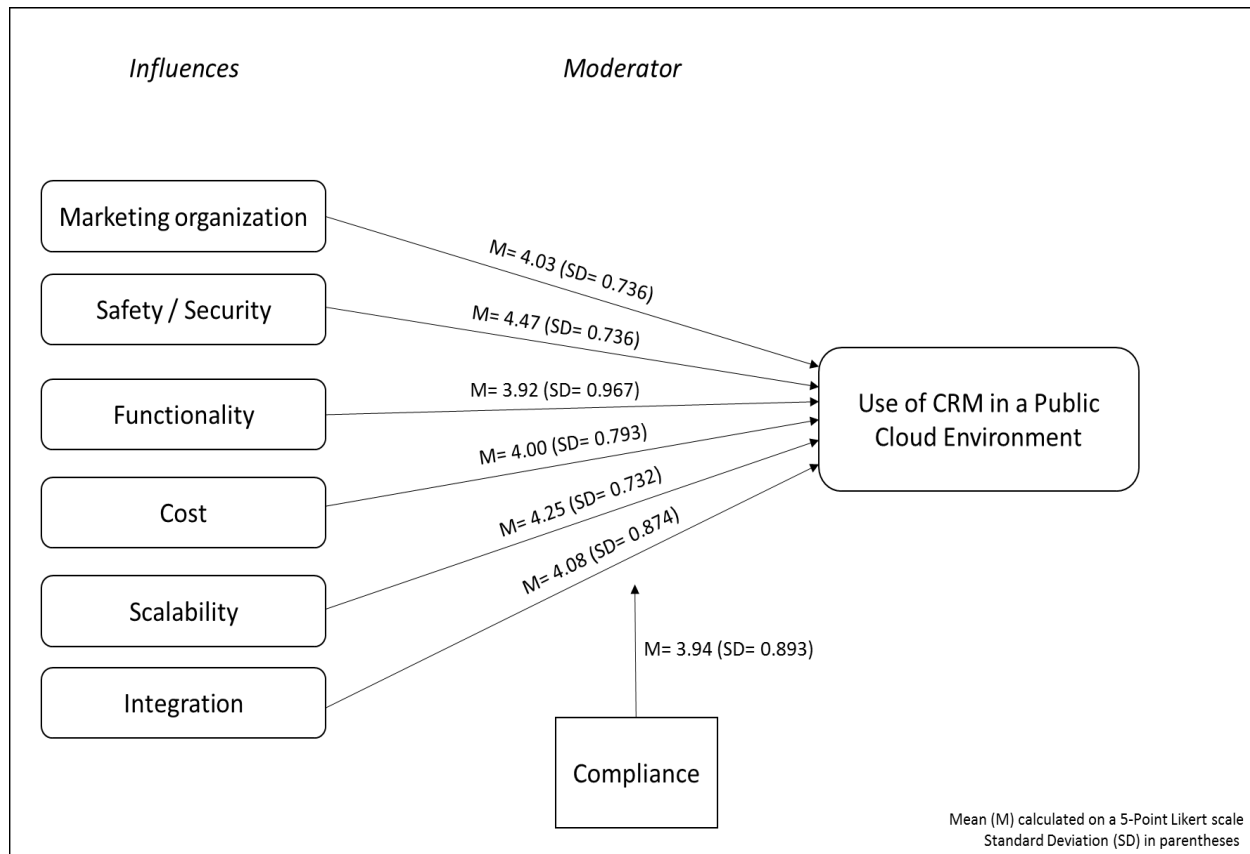 Influences
Moderator
Marketing organization
M= 4.03 (SD= 0.736)
Safety / Security
M= 4.47 (SD= 0.736)
Functionality
M= 3.92 (SD= 0.967)
Use of CRM in a Public
Cloud Environment
Cost
M= 4.00 (SD= 0.793)
Scalability
M= 4.25 (SD= 0.732)
Integration
M= 4.08 (SD= 0.874)
M= 3.94 (SD= 0.893)
Compliance
Mean (M) calculated on a 5-Point Likert scale
Standard Deviation (SD) in parentheses